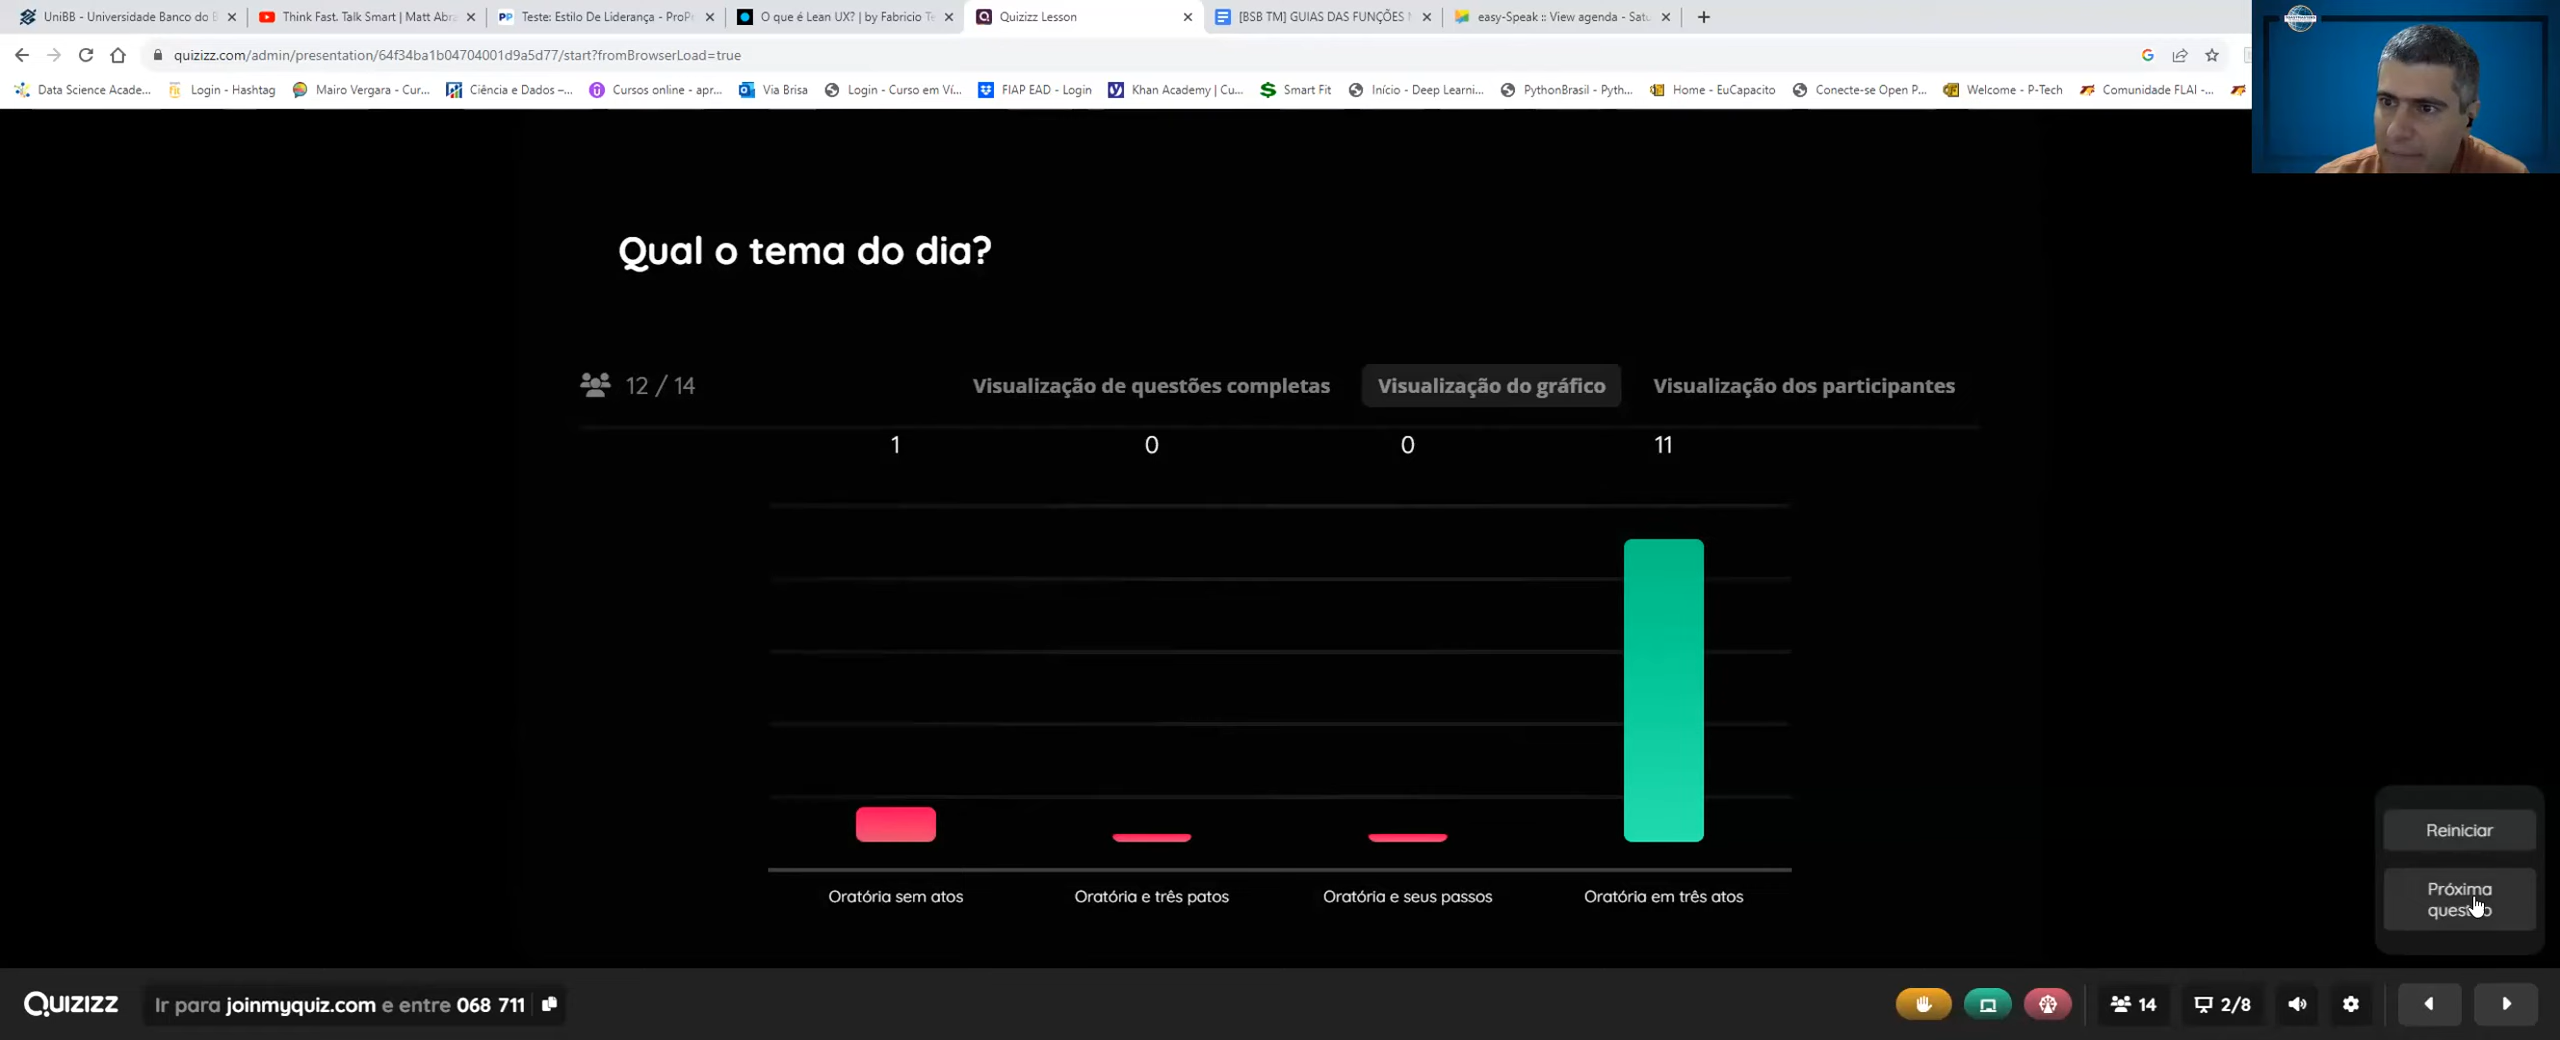 UniBB - Universidade Banco do B
Think Fast. Talk Smart | Matt Abra
Teste: Estilo De Liderança - ProPr
O que é Lean UX? | by Fabricio Te
Quizizz Lesson
[BSB TM] GUIAS DAS FUNÇÕES
easy-Speak :: View agenda - Satu
quizizz.com/admin/presentation/64f34ba1b04704001d9a5d77/start?fromBrowserLoad=true
Data Science Acade...
Login - Hashtag
Mairo Vergara - Cur...
Ciência e Dados –...
Cursos online - apr...
Via Brisa
Login - Curso em Ví...
FIAP EAD - Login
Khan Academy | Cu...
Smart Fit
Início - Deep Learni...
PythonBrasil - Pyth...
Home - EuCapacito
Conecte-se Open P...
Welcome - P-Tech
Comunidade FLAI -...
Qual o tema do dia?
12 / 14
Visualização de questões completas
Visualização do gráfico
Visualização dos participantes
1
0
0
11
Oratória sem atos
Oratória e três patos
Oratória e seus passos
Oratória em três atos
Reiniciar
Próxima
questão
Quizizz
Ir para joinmyquiz.com e entre 068 711
14
2/8